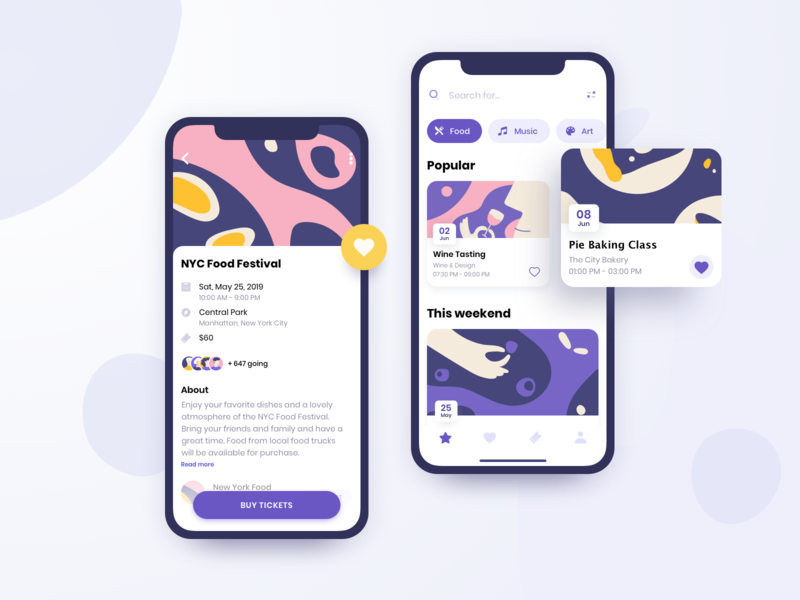 NYC Food Festival
Sat, May 25, 2019
10:00 AM - 9:00 PM
Central Park
Manhattan, New York City
$60
+ 647 going
About
Enjoy your favorite dishes and a lovely
atmosphere of the NYC Food Festival.
Bring your friends and family and have a
great time. Food from local food trucks
will be available for purchase.
Read more
New York Food
BUY TICKETS
Search for...
Food
Music
Art
Popular
02
Jun
Wine Tasting
Wine & Design
07:30 PM - 09:00 PM
08
Jun
Pie Baking Class
The City Bakery
01:00 PM - 03:00 PM
This weekend
25
May